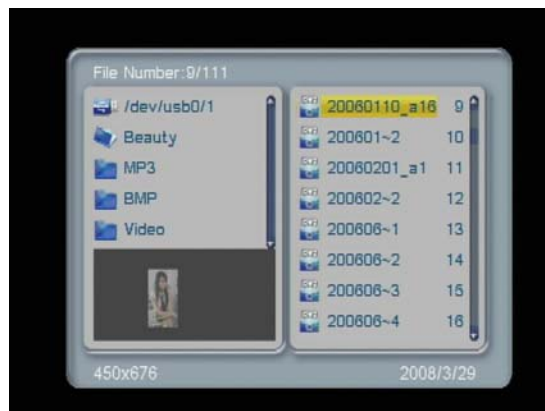 File Number:9/111
/dev/usb0/1
Beauty
MP3
BMP
Video
20060110_a16 9
200601~2 10
20060201_a1 11
200602~2 12
200606~1 13
200606~2 14
200606~3 15
200606~4 16
450x676
2008/3/29